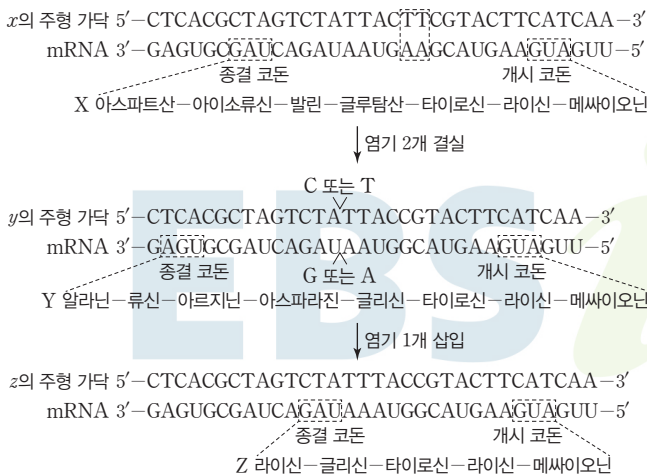 x의 주형 가닥 5′-CTCACGCTAGTCTATTACTTCGTACTTCATCAA-3′
mRNA 3′-GAGUGCGAUCAGAUAAUGAAGCAUGAAGUAGUU-5′
종결 코돈 개시 코돈
X 아스파트산-아이소류신-발린-글루탐산-타이로신-라이신-메싸이오닌
염기 2개 결실
C 또는 T
y의 주형 가닥 5′-CTCACGCTAGTCTATTACCGTACTTCATCAA-3′
mRNA 3′-GAGUGCGAUCAGAUAAUGGCAUGAAGUAGUU-5′
종결 코돈 G 또는 A 개시 코돈
Y 알라닌-류신-아르지닌-아스파라진-글리신-타이로신-라이신-메싸이오닌
염기 1개 삽입
z의 주형 가닥 5′-CTCACGCTAGTCTATTTACCGTACTTCATCAA-3′
mRNA 3′-GAGUGCGAUCAGAUAAAUGGCAUGAAGUAGUU-5′
종결 코돈 개시 코돈
Z 라이신-글리신-타이로신-라이신-메싸이오닌
EBSi